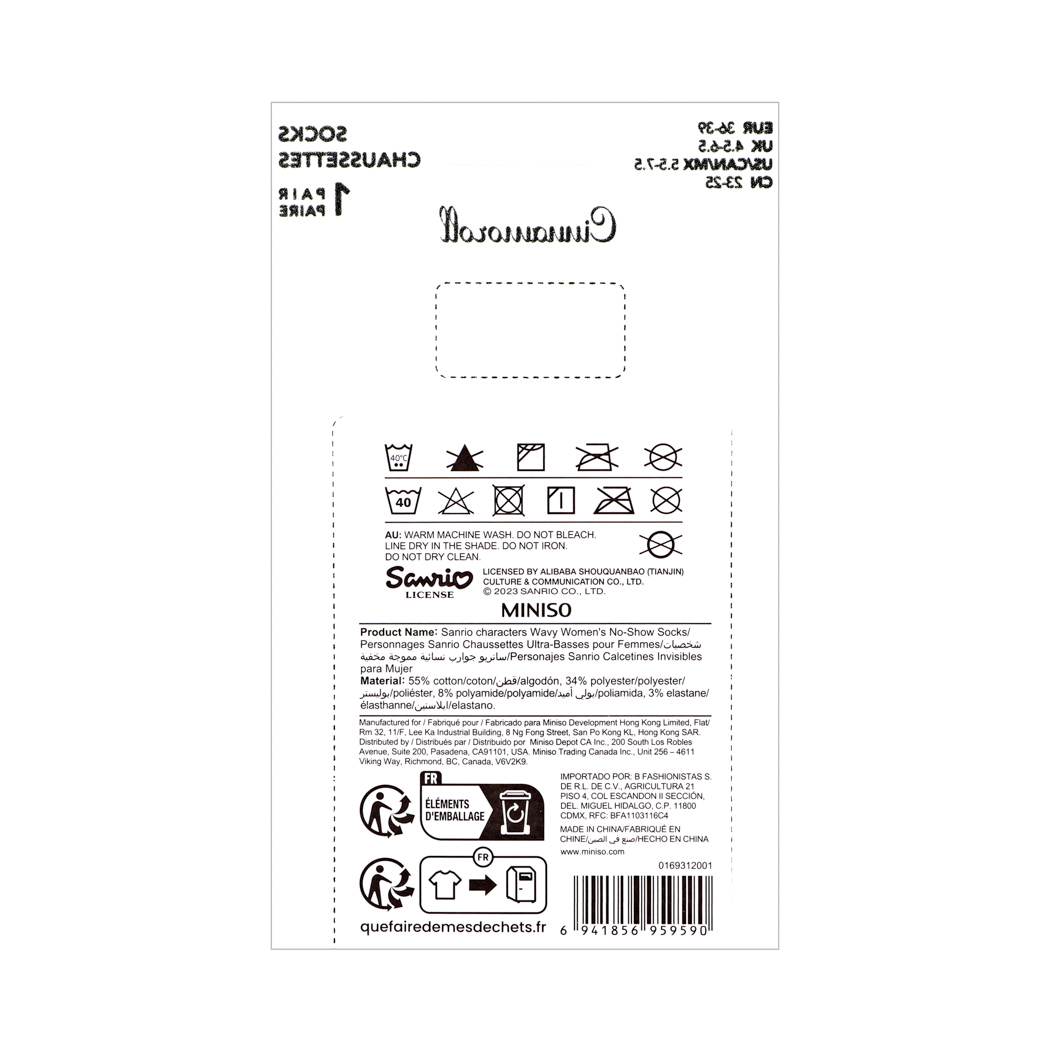 SOCKS
CHAUSSETTES
1 PAIR
PAIRE
EUR 36-39
UK 4.5-6.5
US/CAN/MX 5.5-7.5
CN 23-25
Cinnamoroll
40°C
40
AU: WARM MACHINE WASH. DO NOT BLEACH.
LINE DRY IN THE SHADE. DO NOT IRON.
DO NOT DRY CLEAN.
Sanrio
LICENSE
LICENSED BY ALIBABA SHOUQUANBAO (TIANJIN)
CULTURE & COMMUNICATION CO., LTD.
© 2023 SANRIO CO., LTD.
MINISO
Product Name: Sanrio characters Wavy Women's No-Show Socks/
Personnages Sanrio Chaussettes Ultra-Basses pour Femmes/شخصيات
سانريو جوارب نسائية مموجة مخفية/Personajes Sanrio Calcetines Invisibles
para Mujer
Material: 55% cotton/coton/قطن/algodón, 34% polyester/polyester/
بوليستر/poliéster, 8% polyamide/polyamide/بولي أميد/poliamida, 3% elastane/
élasthanne/ايلاستين/elastano.
Manufactured for / Fabriqué pour / Fabricado para Miniso Development Hong Kong Limited, Flat/
Rm 32, 11/F, Lee Ka Industrial Building, 8 Ng Fong Street, San Po Kong KL, Hong Kong SAR.
Distributed by / Distribués par / Distribuido por Miniso Depot CA Inc., 200 South Los Robles
Avenue, Suite 200, Pasadena, CA91101, USA. Miniso Trading Canada Inc., Unit 256 – 4611
Viking Way, Richmond, BC, Canada, V6V2K9.
FR
ÉLÉMENTS
D'EMBALLAGE
FR
quefairedemesdechets.fr
IMPORTADO POR: B FASHIONISTAS S.
DE R.L. DE C.V., AGRICULTURA 21
PISO 4, COL ESCANDON II SECCIÓN,
DEL. MIGUEL HIDALGO, C.P. 11800
CDMX, RFC: BFA1103116C4
MADE IN CHINA/FABRIQUÉ EN
CHINE/صنع في الصين/HECHO EN CHINA
www.miniso.com
0169312001
6 941856 959590